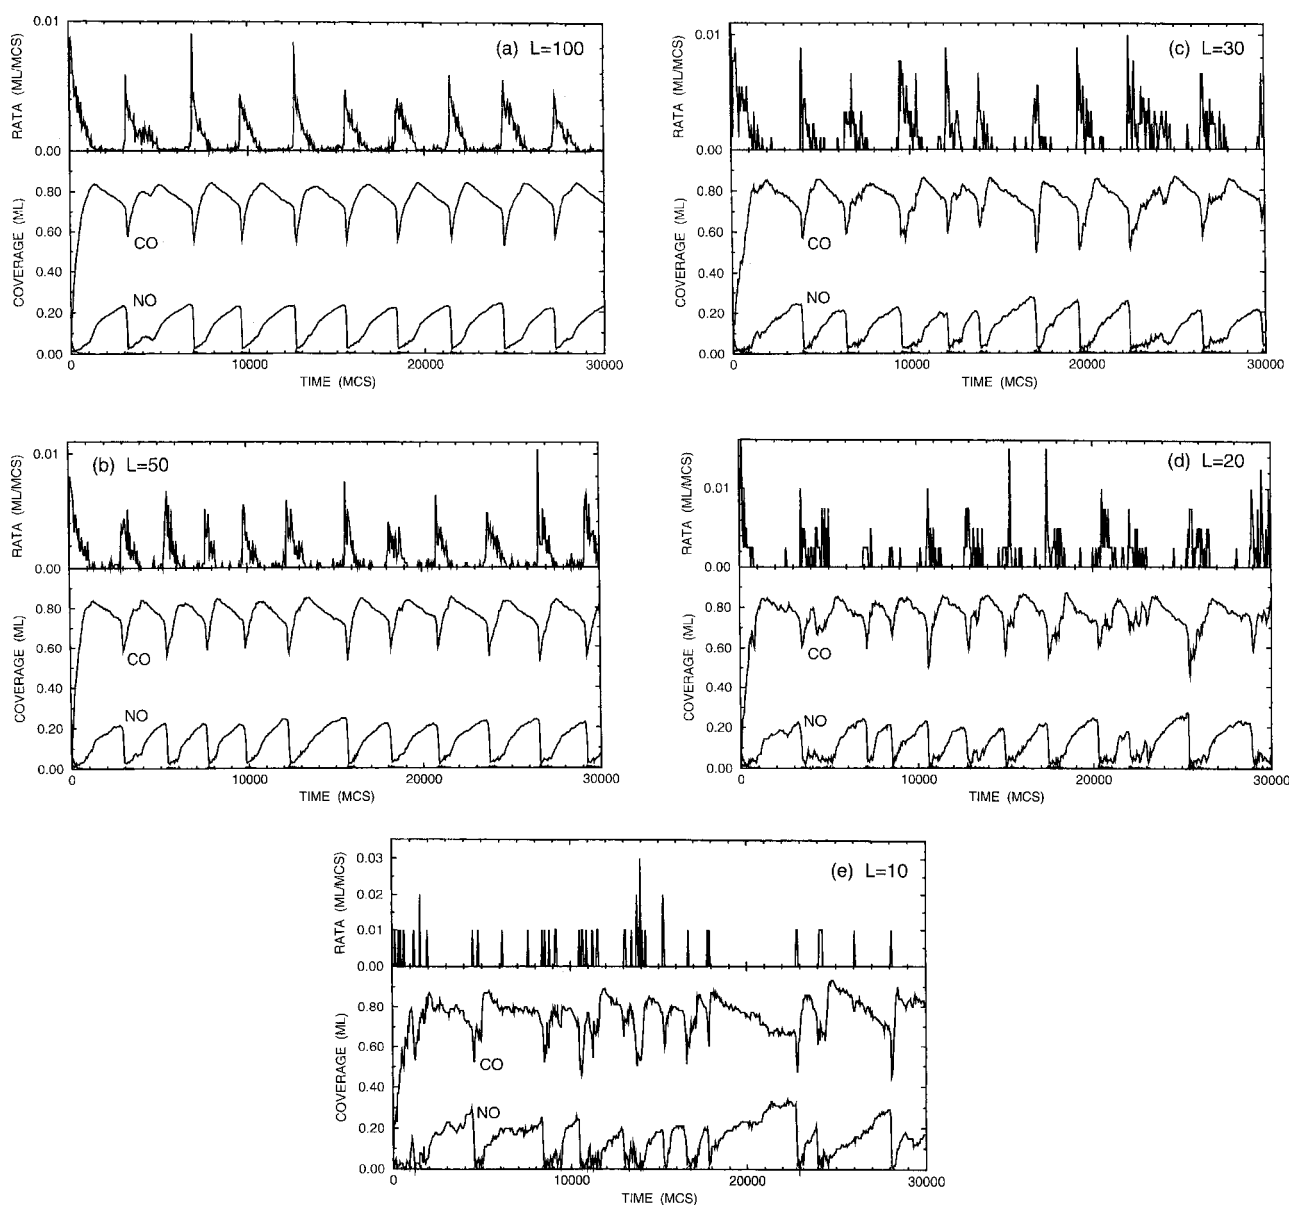 (a) L=100
RATA (ML/MCS)
0.01
0.00
COVERAGE (ML)
0.80
0.60
0.40
0.20
0.00
CO
NO
0
10000
20000
30000
TIME (MCS)
(c) L=30
RATA (ML/MCS)
0.01
0.00
COVERAGE (ML)
0.80
0.60
0.40
0.20
0.00
CO
NO
0
10000
20000
30000
TIME (MCS)
(b) L=50
RATA (ML/MCS)
0.01
0.00
COVERAGE (ML)
0.80
0.60
0.40
0.20
0.00
CO
NO
0
10000
20000
30000
TIME (MCS)
(d) L=20
RATA (ML/MCS)
0.01
0.00
COVERAGE (ML)
0.80
0.60
0.40
0.20
0.00
CO
NO
0
10000
20000
30000
TIME (MCS)
(e) L=10
RATA (ML/MCS)
0.03
0.02
0.01
0.00
COVERAGE (ML)
0.80
0.60
0.40
0.20
0.00
CO
NO
0
10000
20000
30000
TIME (MCS)